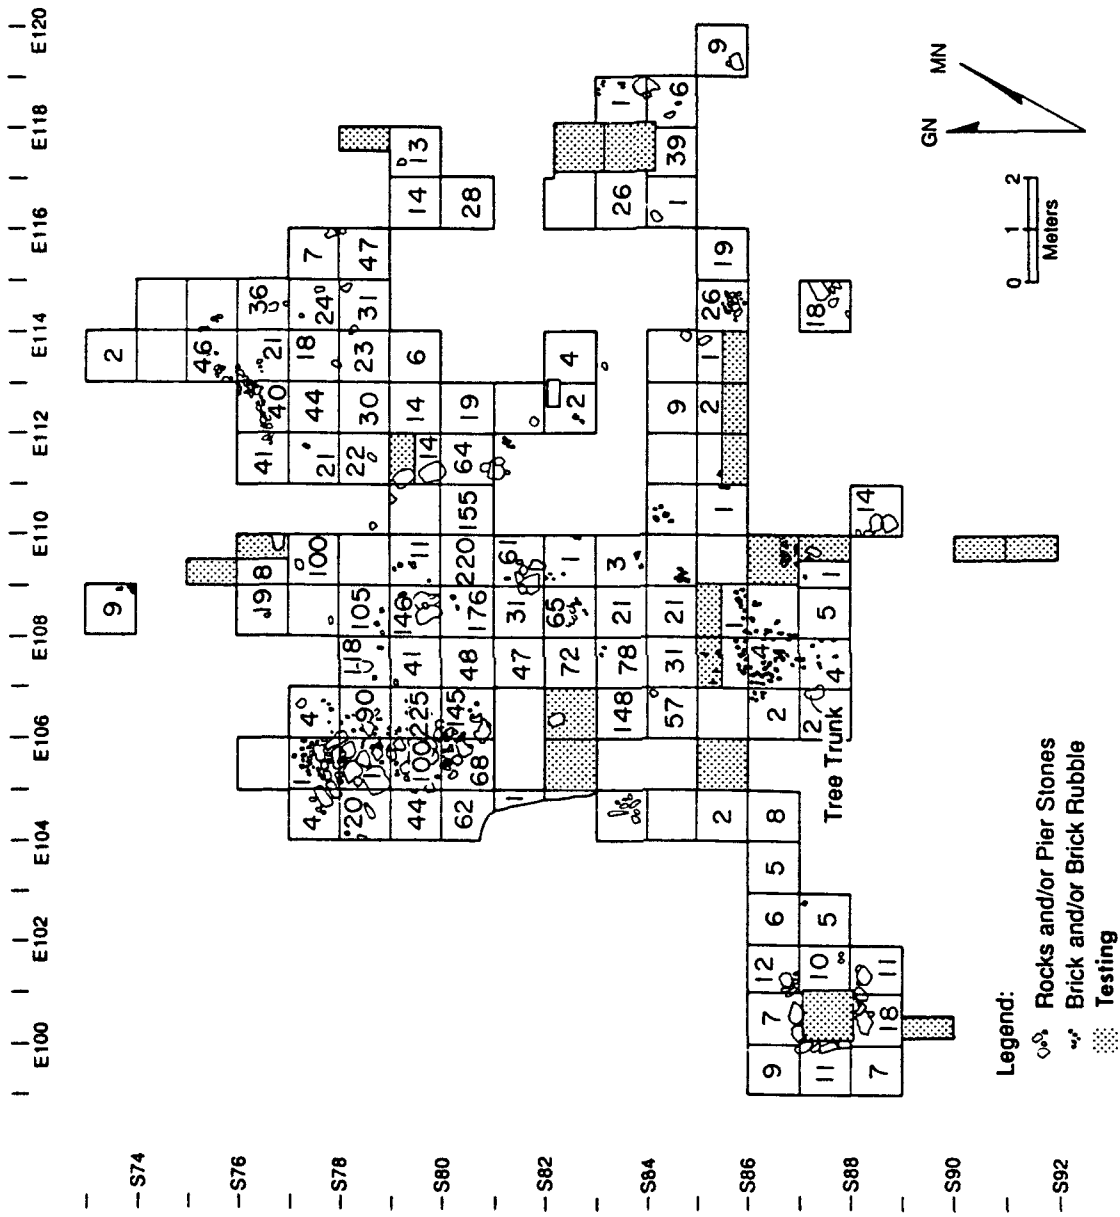 E100 E102 E104 E106 E108 E110 E112 E114 E116 E118 E120
9 2
S74
46
S76
198 41 40 21 36
4 1 4 100 21 44 18 24 7
S78
20 1 90 118 105 22 30 23 31 47
44 100 225 41 146 11 14 14 6 14 13
S80
62 68 145 48 176 220 155 64 19 28
1 47 31 61
S82
72 65 1 2 4
148 78 21 3 26 1
S84
57 31 21 9 1 39 6
2 1 1 2 1 26 19 9
S86
9 7 12 6 5 8 2 4
11 10 5 2 4 5 1 18
Tree Trunk
S88
7 18 11 14
S90
S92
GN MN
0 1 2
Meters
Legend:
Rocks and/or Pier Stones
Brick and/or Brick Rubble
Testing